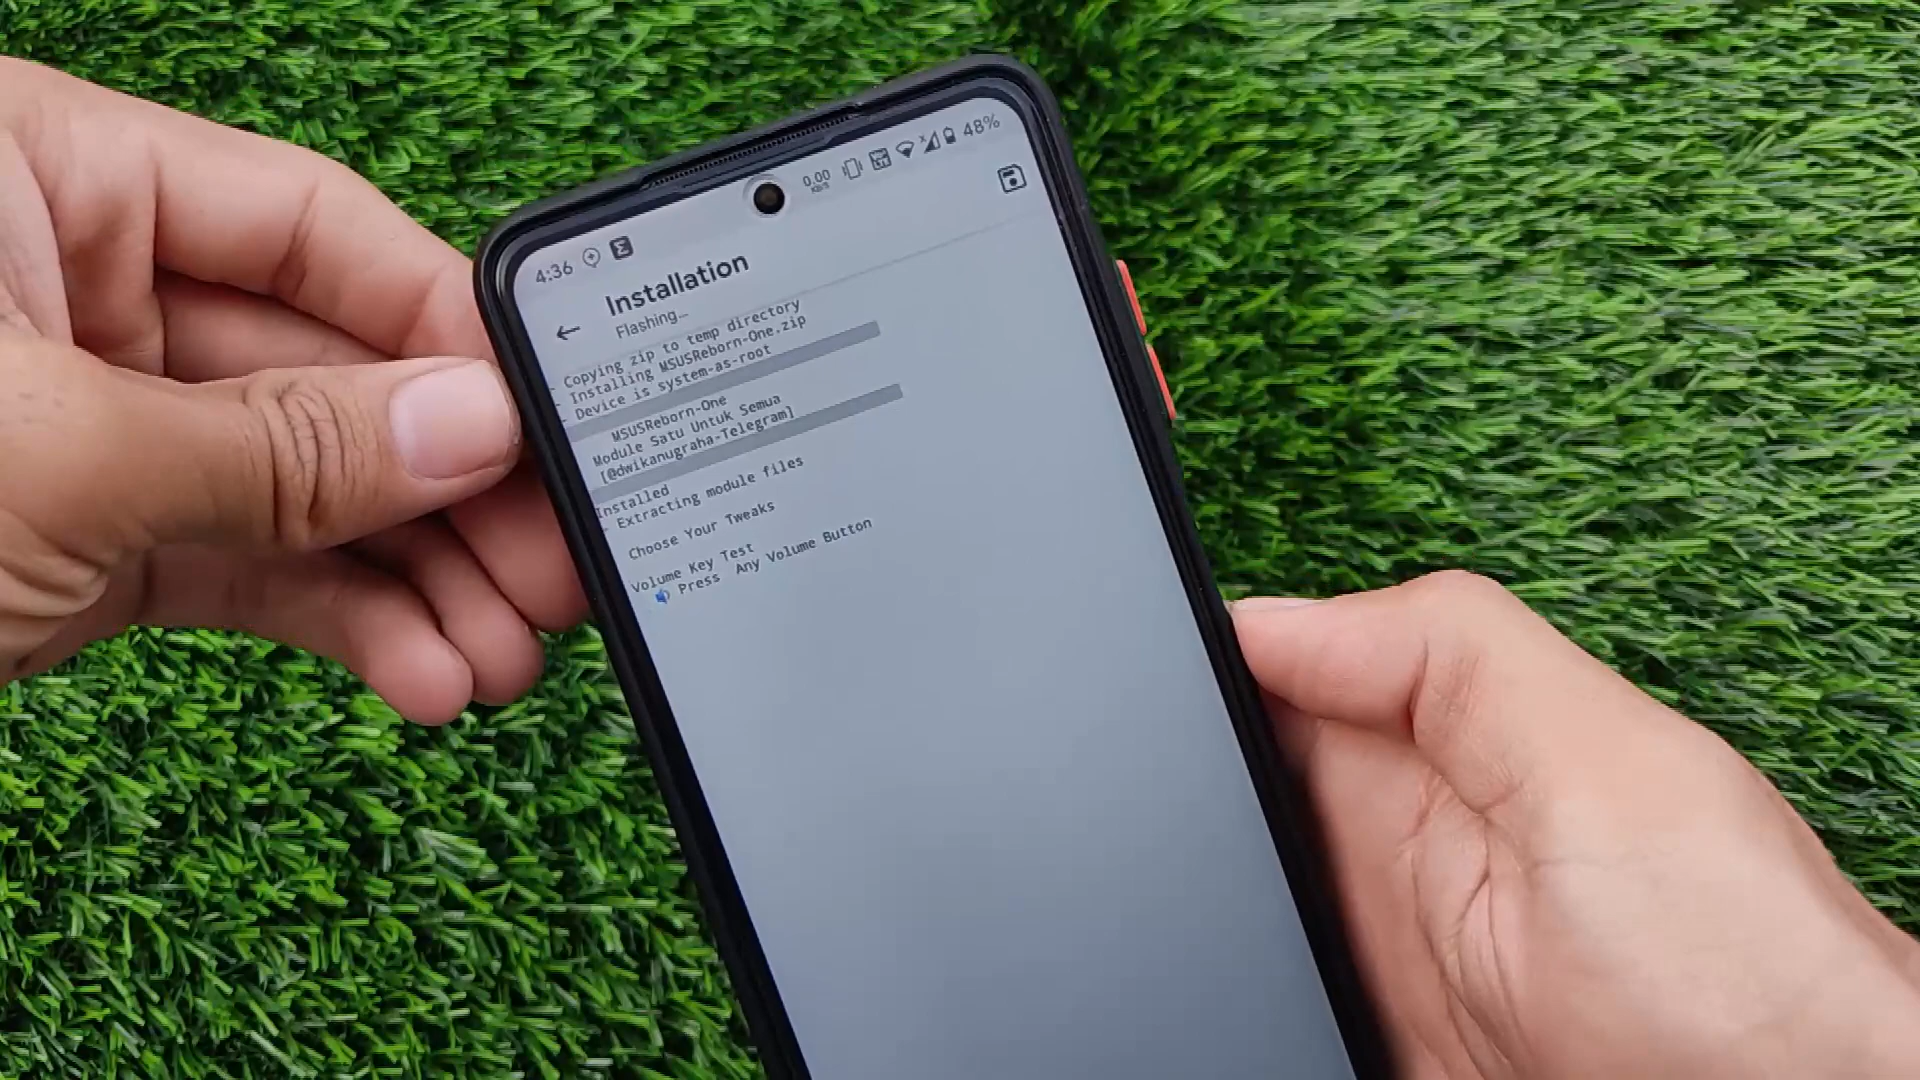 4:36
0.00
KB/S
48%
Installation
Flashing...
- Copying zip to temp directory
- Installing MSUSReborn-One.zip
- Device is system-as-root
MSUSReborn-One
Module Satu Untuk Semua
[@dwikanugraha-Telegram]
Installed
- Extracting module files
Choose Your Tweaks
Volume Key Test
🔊 Press Any Volume Button